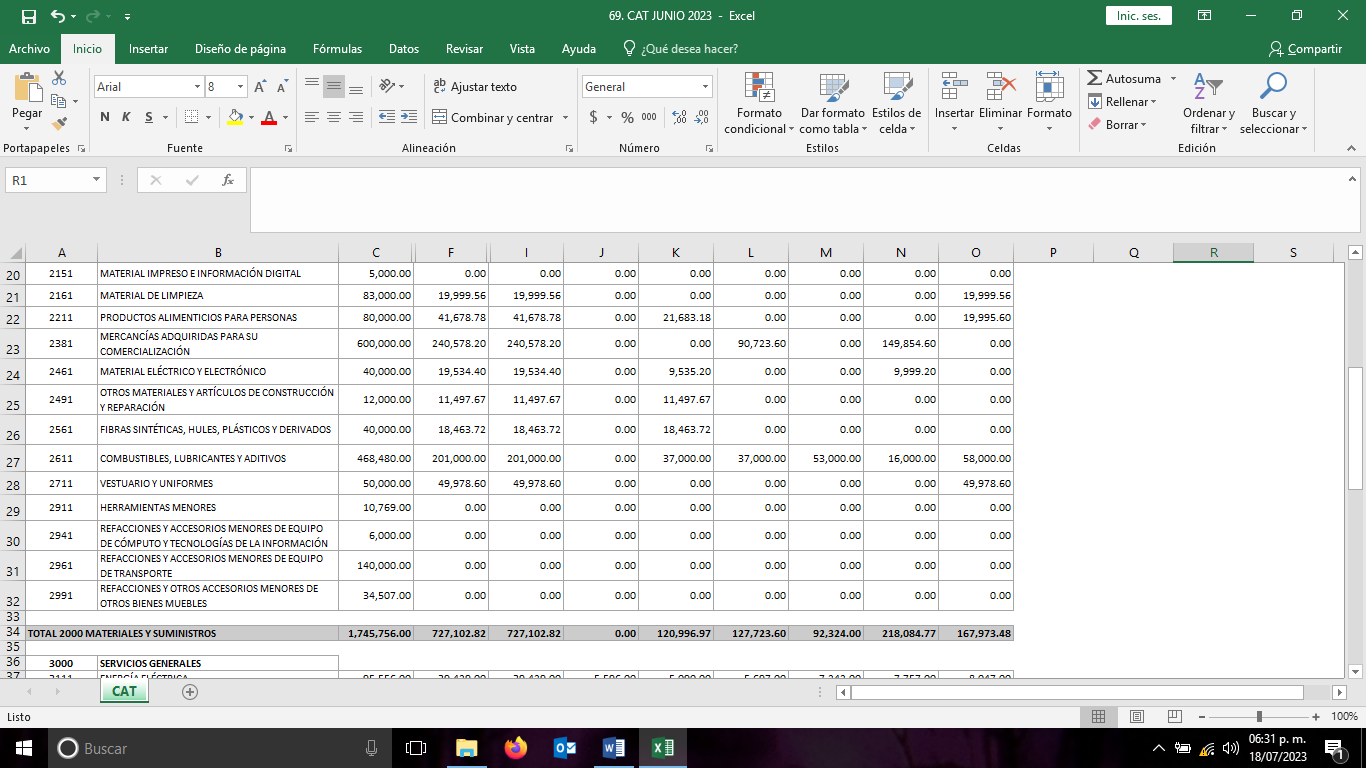 69. CAT JUNIO 2023 - Excel
Inic. ses.
Archivo Inicio Insertar Diseño de página Fórmulas Datos Revisar Vista Ayuda ¿Qué desea hacer? Compartir
Pegar
Arial 8 A A
N K S A
Ajustar texto
Combinar y centrar
General
$ % 000
Formato condicional
Dar formato como tabla
Estilos de celda
Insertar Eliminar Formato
Autosuma
Rellenar
Borrar
Ordenar y filtrar
Buscar y seleccionar
Portapapeles Fuente Alineación Número Estilos Celdas Edición
R1 fx
A B C F I J K L M N O P Q R S
20 2151 MATERIAL IMPRESO E INFORMACIÓN DIGITAL 5,000.00 0.00 0.00 0.00 0.00 0.00 0.00 0.00 0.00
21 2161 MATERIAL DE LIMPIEZA 83,000.00 19,999.56 19,999.56 0.00 0.00 0.00 0.00 0.00 19,999.56
22 2211 PRODUCTOS ALIMENTICIOS PARA PERSONAS 80,000.00 41,678.78 41,678.78 0.00 21,683.18 0.00 0.00 0.00 19,995.60
23 2381 MERCANCÍAS ADQUIRIDAS PARA SU COMERCIALIZACIÓN 600,000.00 240,578.20 240,578.20 0.00 0.00 90,723.60 0.00 149,854.60 0.00
24 2461 MATERIAL ELÉCTRICO Y ELECTRÓNICO 40,000.00 19,534.40 19,534.40 0.00 9,535.20 0.00 0.00 9,999.20 0.00
25 2491 OTROS MATERIALES Y ARTÍCULOS DE CONSTRUCCIÓN Y REPARACIÓN 12,000.00 11,497.67 11,497.67 0.00 11,497.67 0.00 0.00 0.00 0.00
26 2561 FIBRAS SINTÉTICAS, HULES, PLÁSTICOS Y DERIVADOS 40,000.00 18,463.72 18,463.72 0.00 18,463.72 0.00 0.00 0.00 0.00
27 2611 COMBUSTIBLES, LUBRICANTES Y ADITIVOS 468,480.00 201,000.00 201,000.00 0.00 37,000.00 37,000.00 53,000.00 16,000.00 58,000.00
28 2711 VESTUARIO Y UNIFORMES 50,000.00 49,978.60 49,978.60 0.00 0.00 0.00 0.00 0.00 49,978.60
29 2911 HERRAMIENTAS MENORES 10,769.00 0.00 0.00 0.00 0.00 0.00 0.00 0.00 0.00
30 2941 REFACCIONES Y ACCESORIOS MENORES DE EQUIPO DE CÓMPUTO Y TECNOLOGÍAS DE LA INFORMACIÓN 6,000.00 0.00 0.00 0.00 0.00 0.00 0.00 0.00 0.00
31 2961 REFACCIONES Y ACCESORIOS MENORES DE EQUIPO DE TRANSPORTE 140,000.00 0.00 0.00 0.00 0.00 0.00 0.00 0.00 0.00
32 2991 REFACCIONES Y OTROS ACCESORIOS MENORES DE OTROS BIENES MUEBLES 34,507.00 0.00 0.00 0.00 0.00 0.00 0.00 0.00 0.00
33
34 TOTAL 2000 MATERIALES Y SUMINISTROS 1,745,756.00 727,102.82 727,102.82 0.00 120,996.97 127,723.60 92,324.00 218,084.77 167,973.48
35
36 3000 SERVICIOS GENERALES
37
CAT
Listo 100%
Buscar
06:31 p. m.
18/07/2023
1